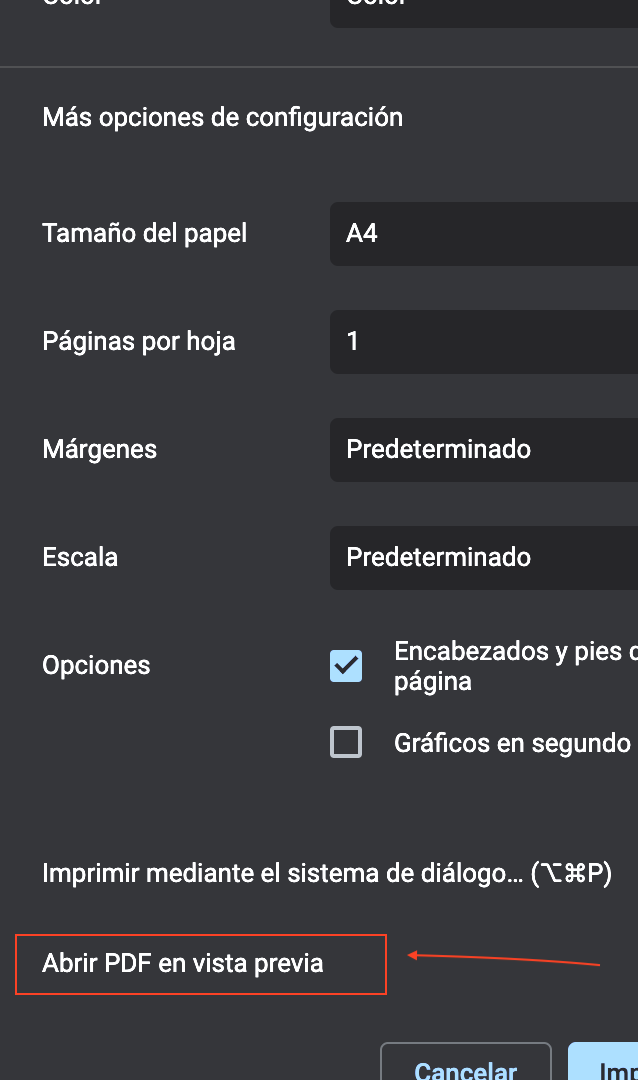 Color Color
Más opciones de configuración
Tamaño del papel A4
Páginas por hoja 1
Márgenes Predeterminado
Escala Predeterminado
Opciones Encabezados y pies
página
Gráficos en segundo
Imprimir mediante el sistema de diálogo... (⌥⌘P)
Abrir PDF en vista previa
Cancelar Imp